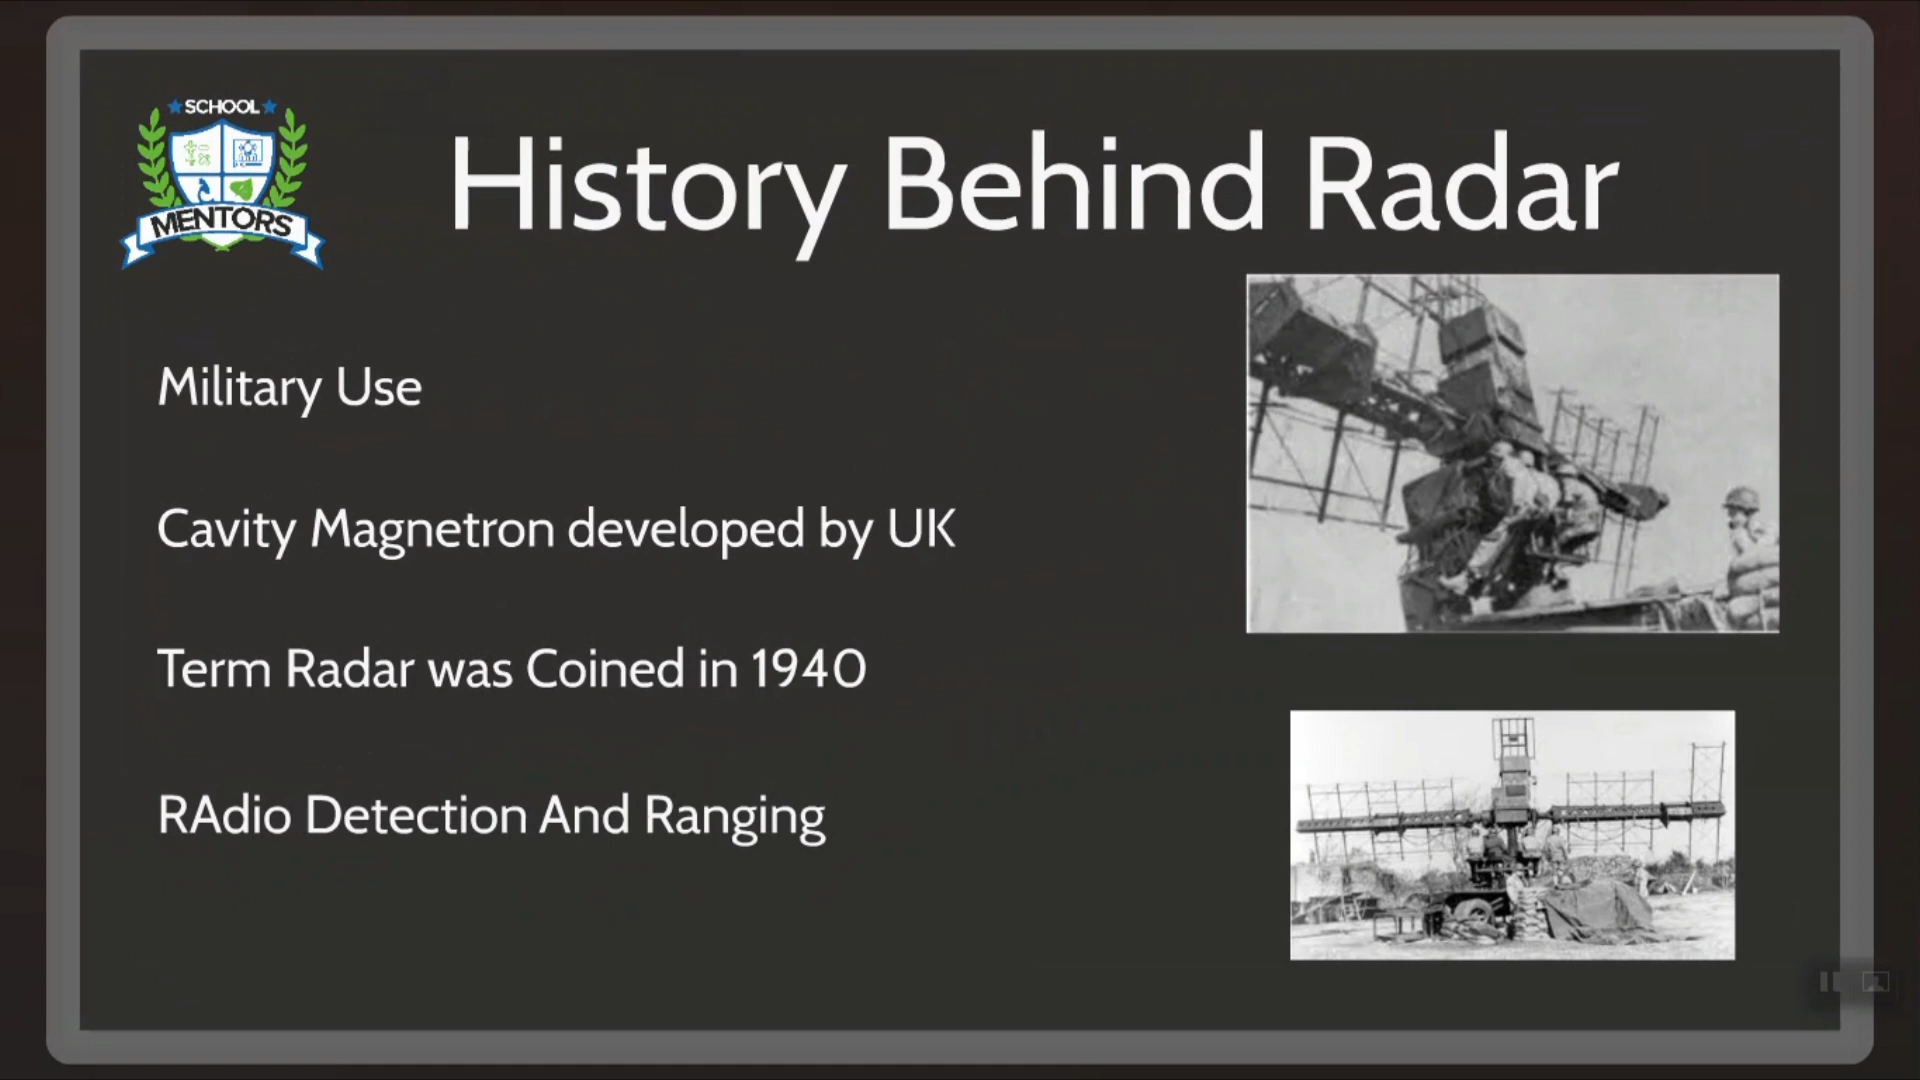 SCHOOL
MENTORS
History Behind Radar
Military Use
Cavity Magnetron developed by UK
Term Radar was Coined in 1940
RAdio Detection And Ranging